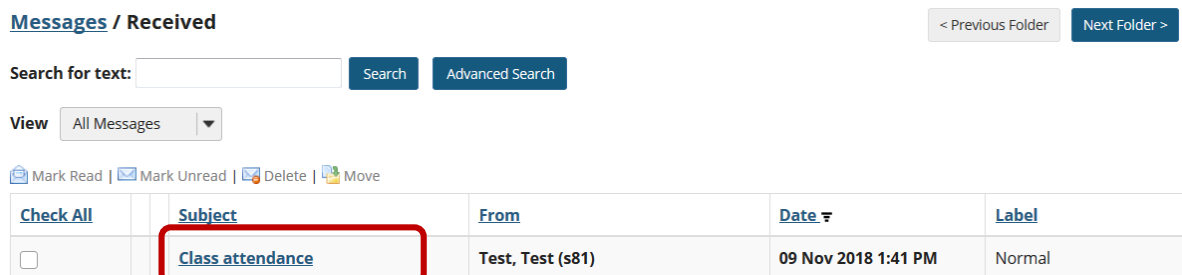 Messages / Received
< Previous Folder Next Folder >
Search for text: Search Advanced Search
View All Messages
Mark Read | Mark Unread | Delete | Move
Check All Subject From Date Label
Class attendance Test, Test (s81) 09 Nov 2018 1:41 PM Normal